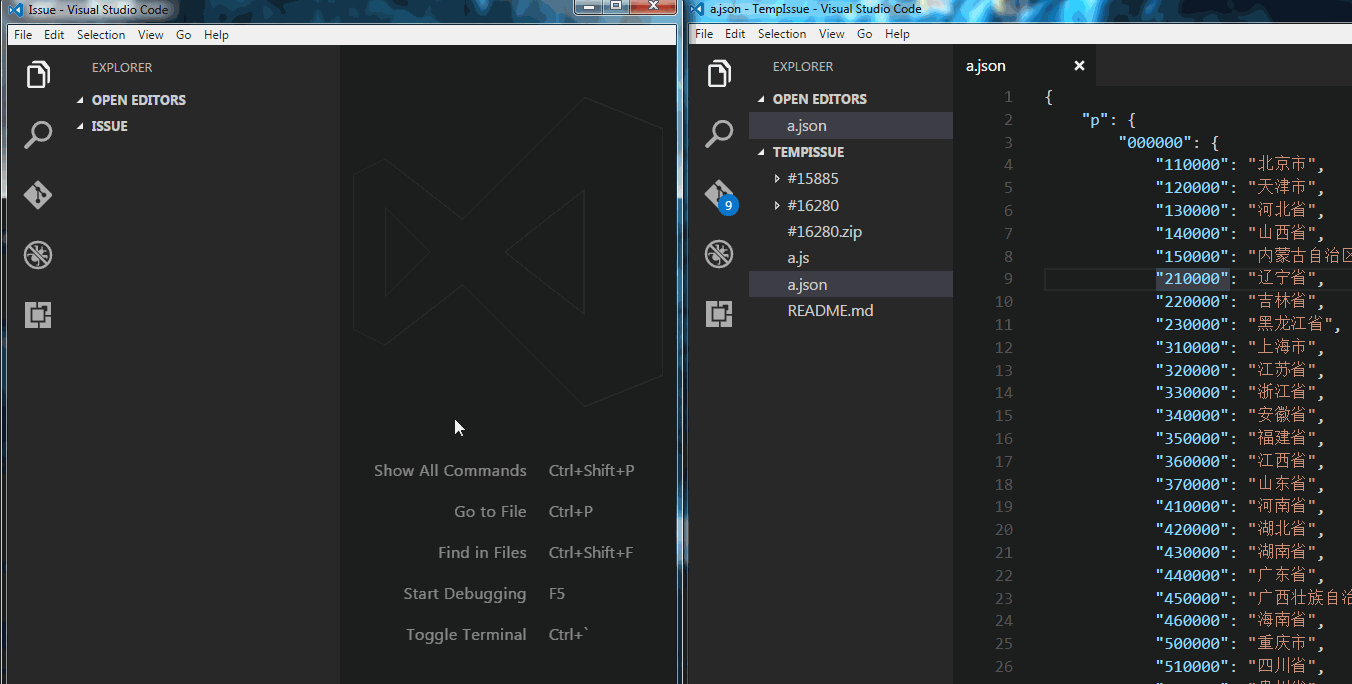 Issue - Visual Studio Code
File Edit Selection View Go Help
EXPLORER
OPEN EDITORS
ISSUE
Show All Commands Ctrl+Shift+P
Go to File Ctrl+P
Find in Files Ctrl+Shift+F
Start Debugging F5
Toggle Terminal Ctrl+`
a.json - TempIssue - Visual Studio Code
File Edit Selection View Go Help
EXPLORER
OPEN EDITORS
a.json
TEMPISSUE
#15885
#16280
#16280.zip
a.js
a.json
README.md
9
a.json
1 {
2 "p": {
3 "000000": {
4 "110000": "北京市",
5 "120000": "天津市",
6 "130000": "河北省",
7 "140000": "山西省",
8 "150000": "内蒙古自治区
9 "210000": "辽宁省",
10 "220000": "吉林省",
11 "230000": "黑龙江省",
12 "310000": "上海市",
13 "320000": "江苏省",
14 "330000": "浙江省",
15 "340000": "安徽省",
16 "350000": "福建省",
17 "360000": "江西省",
18 "370000": "山东省",
19 "410000": "河南省",
20 "420000": "湖北省",
21 "430000": "湖南省",
22 "440000": "广东省",
23 "450000": "广西壮族自治
24 "460000": "海南省",
25 "500000": "重庆市",
26 "510000": "四川省",